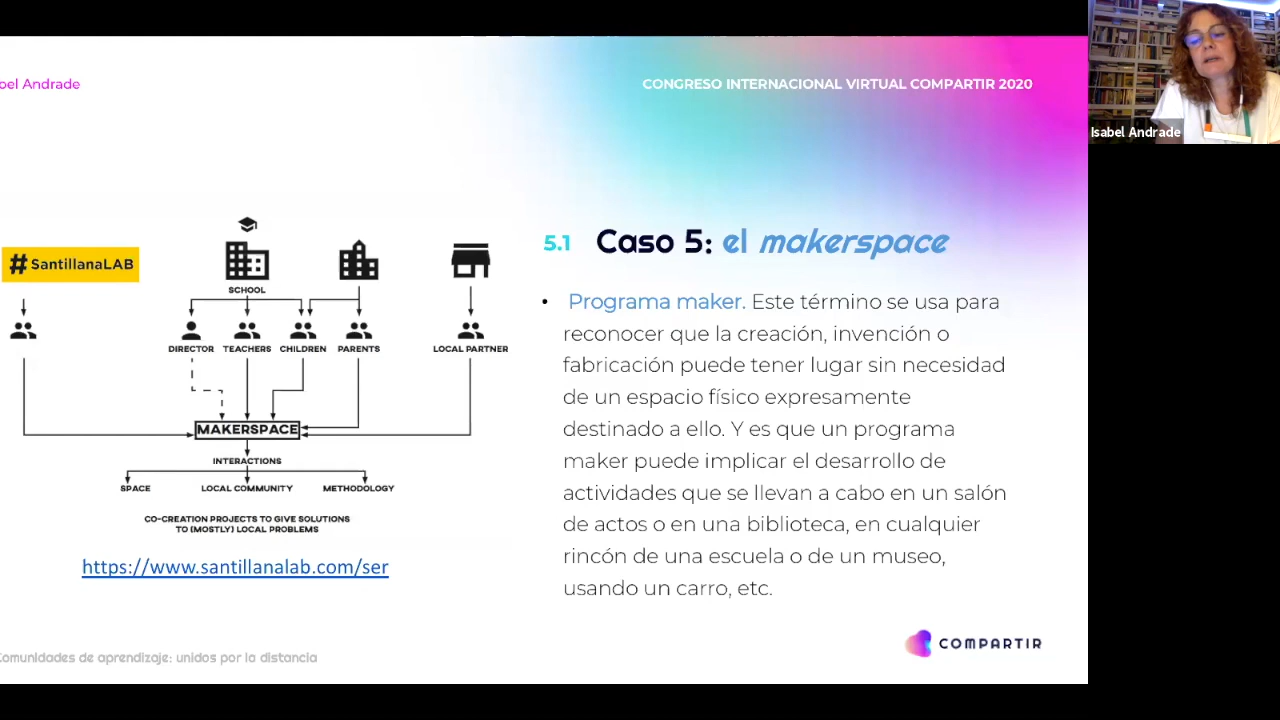 bel Andrade
CONGRESO INTERNACIONAL VIRTUAL COMPARTIR 2020
Isabel Andrade
#SantillanaLAB
SCHOOL
DIRECTOR TEACHERS CHILDREN PARENTS LOCAL PARTNER
MAKERSPACE
INTERACTIONS
SPACE LOCAL COMMUNITY METHODOLOGY
CO-CREATION PROJECTS TO GIVE SOLUTIONS
TO (MOSTLY) LOCAL PROBLEMS
https://www.santillanalab.com/ser
5.1 Caso 5: el makerspace
• Programa maker. Este término se usa para
reconocer que la creación, invención o
fabricación puede tener lugar sin necesidad
de un espacio físico expresamente
destinado a ello. Y es que un programa
maker puede implicar el desarrollo de
actividades que se llevan a cabo en un salón
de actos o en una biblioteca, en cualquier
rincón de una escuela o de un museo,
usando un carro, etc.
Comunidades de aprendizaje: unidos por la distancia
COMPARTIR